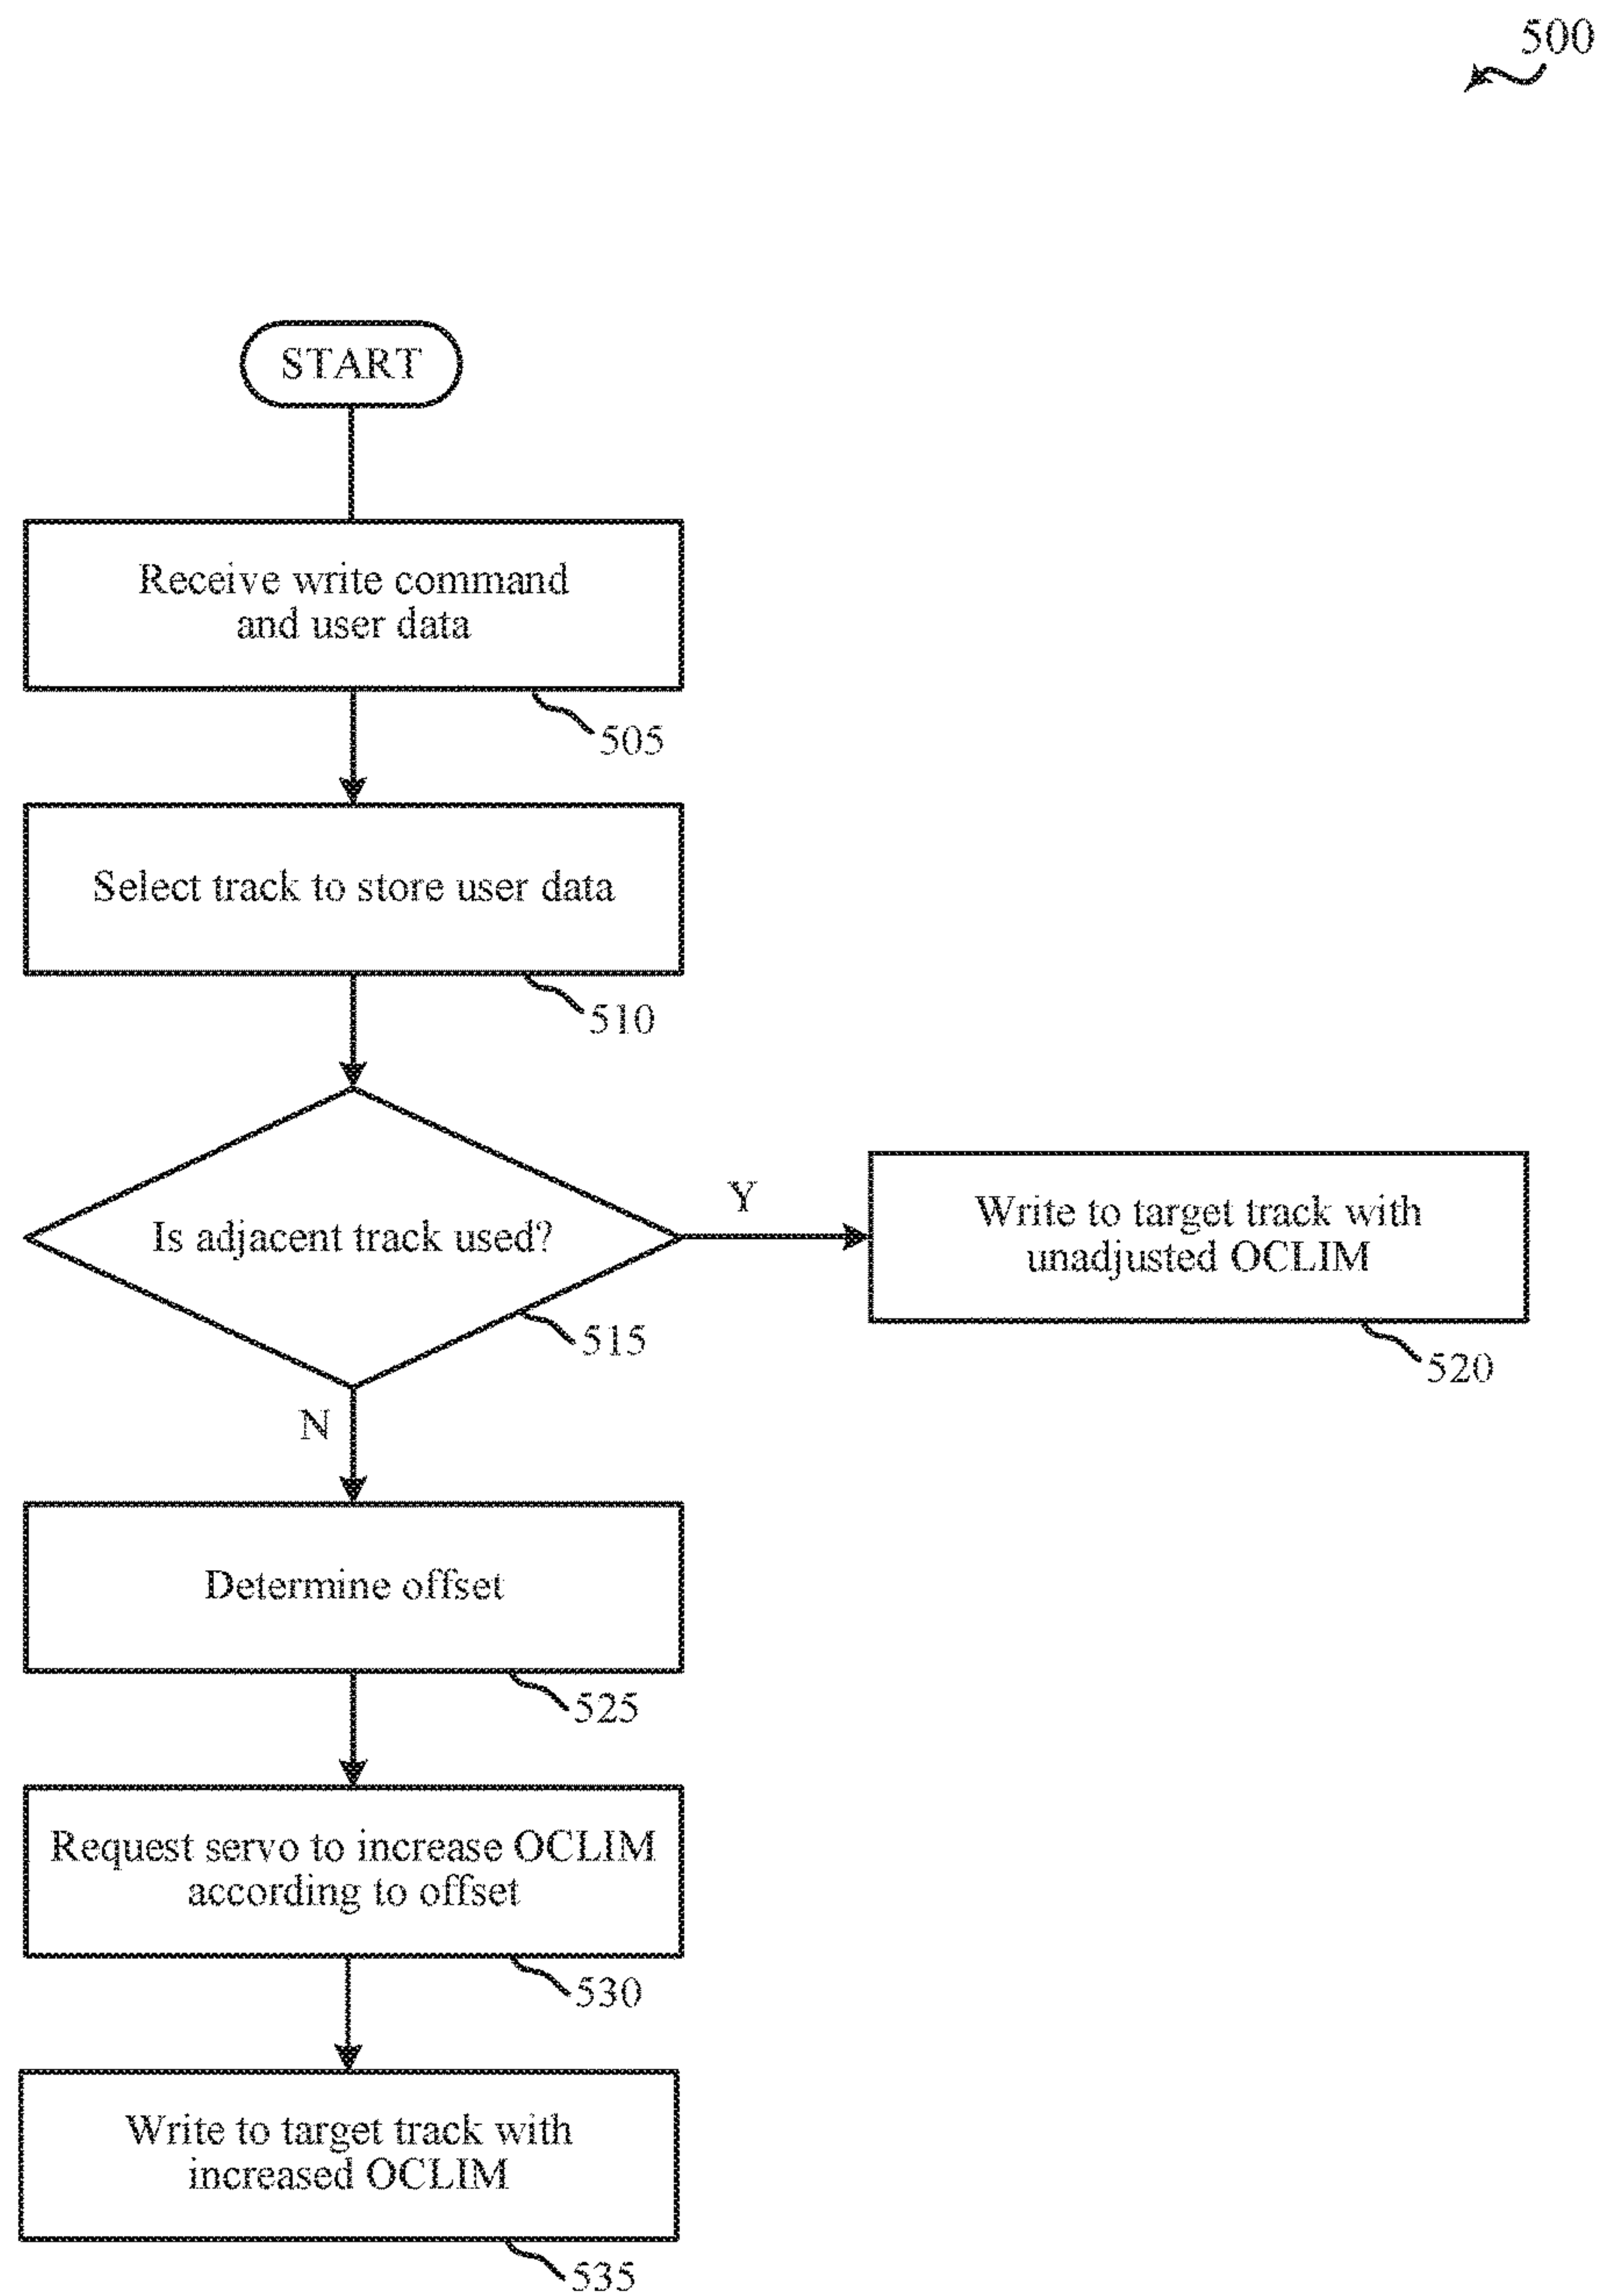 500
START
Receive write command
and user data
505
Select track to store user data
510
Is adjacent track used?
515
Y
Write to target track with
unadjusted OCLIM
520
N
Determine offset
525
Request servo to increase OCLIM
according to offset
530
Write to target track with
increased OCLIM
535